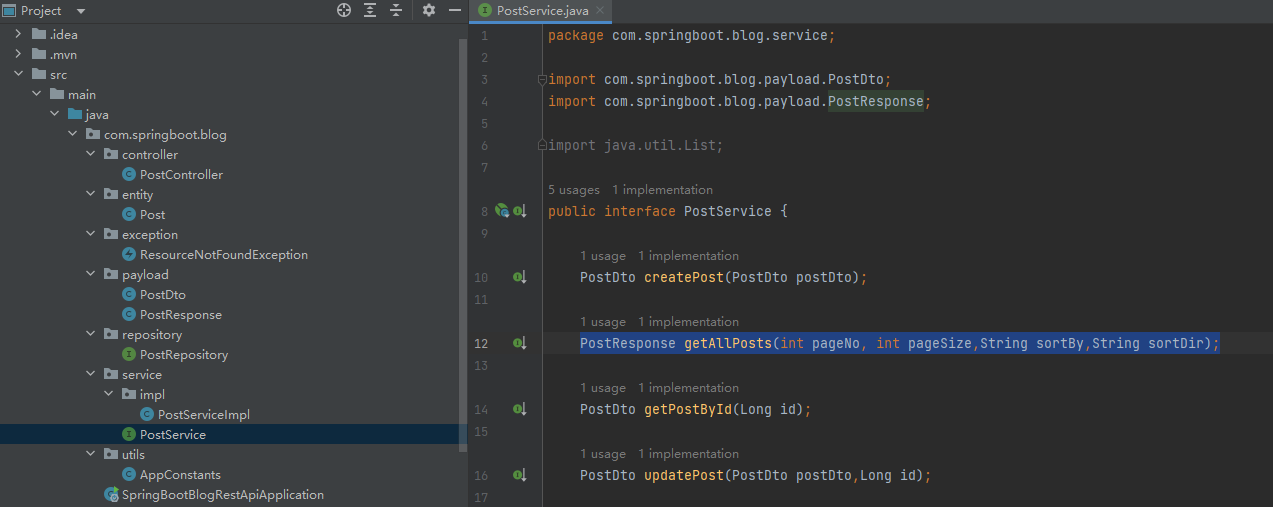 Project
.idea
.mvn
src
main
java
com.springboot.blog
controller
PostController
entity
Post
exception
ResourceNotFoundException
payload
PostDto
PostResponse
repository
PostRepository
service
impl
PostServiceImpl
PostService
utils
AppConstants
SpringBootBlogRestApiApplication
PostService.java
1 package com.springboot.blog.service;
2
3 import com.springboot.blog.payload.PostDto;
4 import com.springboot.blog.payload.PostResponse;
5
6 import java.util.List;
7
5 usages 1 implementation
8 public interface PostService {
9
1 usage 1 implementation
10 PostDto createPost(PostDto postDto);
11
1 usage 1 implementation
12 PostResponse getAllPosts(int pageNo, int pageSize,String sortBy,String sortDir);
13
1 usage 1 implementation
14 PostDto getPostById(Long id);
15
1 usage 1 implementation
16 PostDto updatePost(PostDto postDto,Long id);
17